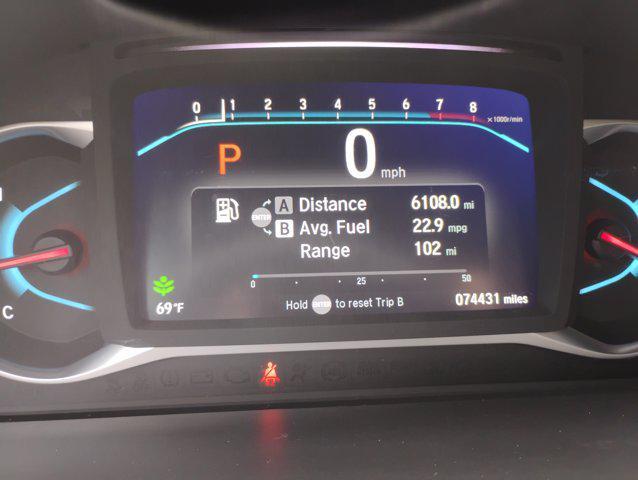 0 1 2 3 4 5 6 7 8 ×1000r/min
P 0 mph
ENTER A Distance 6108.0 mi
B Avg. Fuel 22.9 mpg
Range 102 mi
0 25 50
69°F Hold ENTER to reset Trip B 074431 miles
C